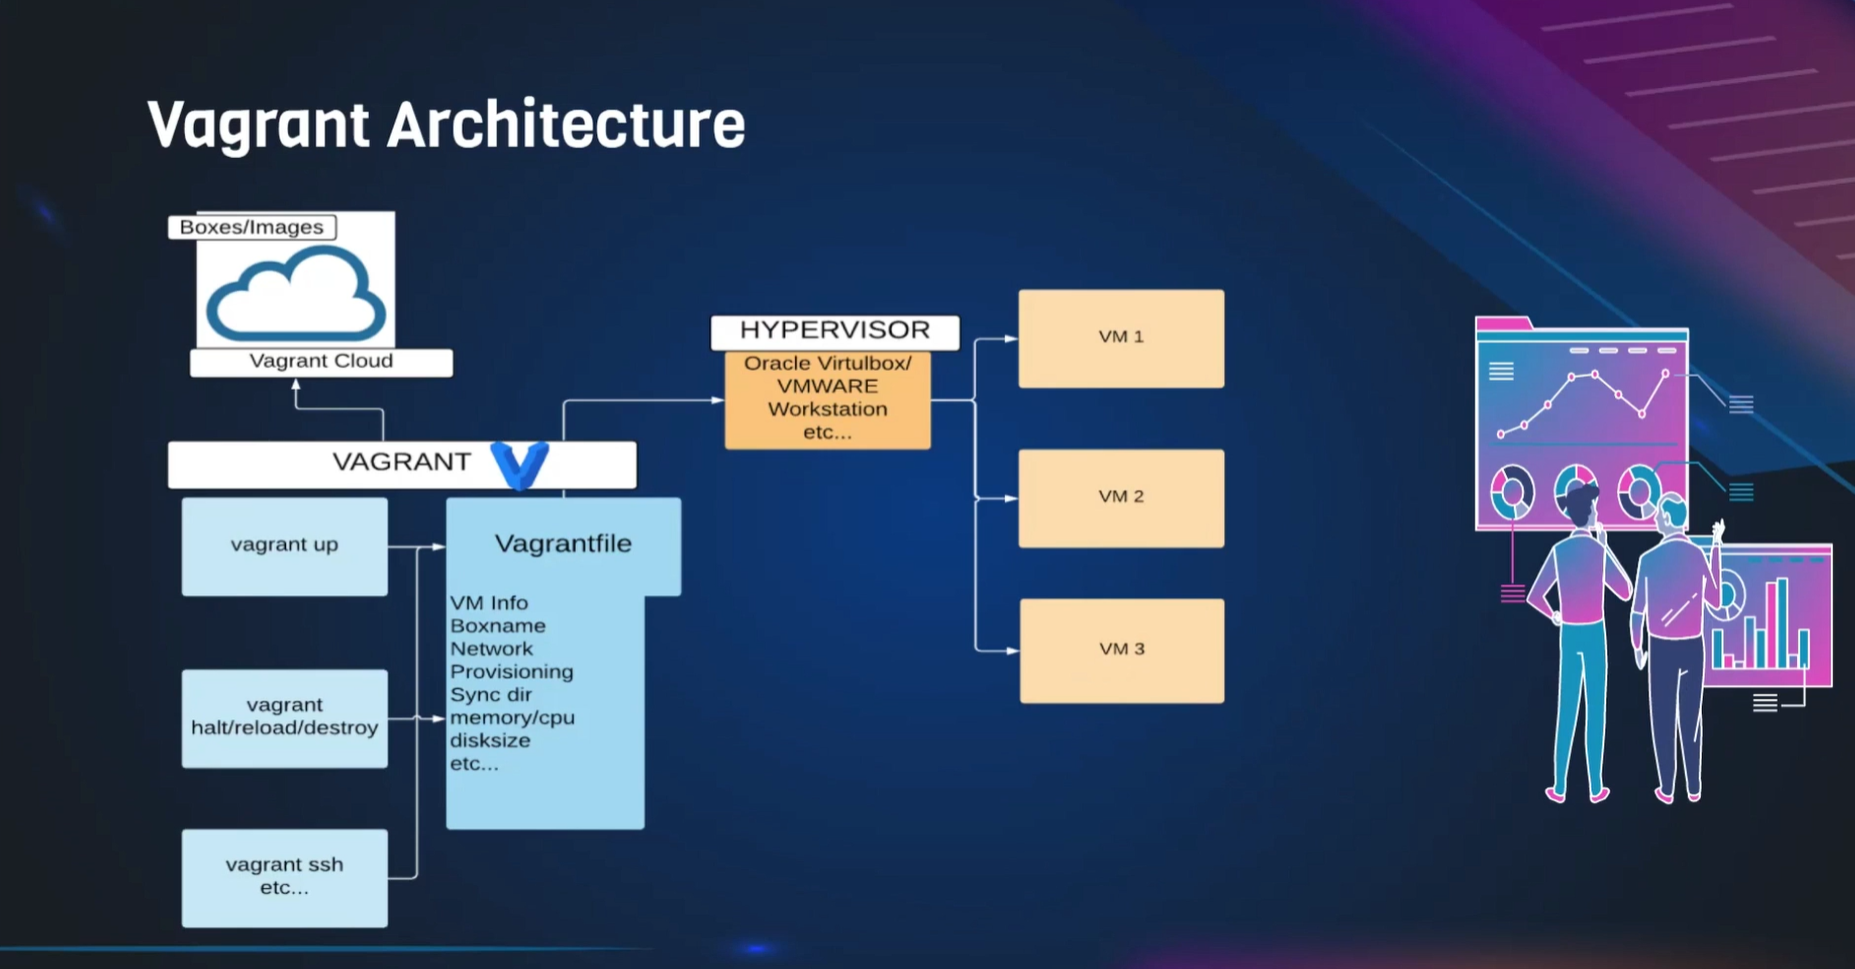 Vagrant Architecture
Boxes/Images
Vagrant Cloud
VAGRANT
vagrant up
vagrant
halt/reload/destroy
vagrant ssh
etc...
Vagrantfile
VM Info
Boxname
Network
Provisioning
Sync dir
memory/cpu
disksize
etc...
HYPERVISOR
Oracle Virtulbox/
VMWARE
Workstation
etc...
VM 1
VM 2
VM 3